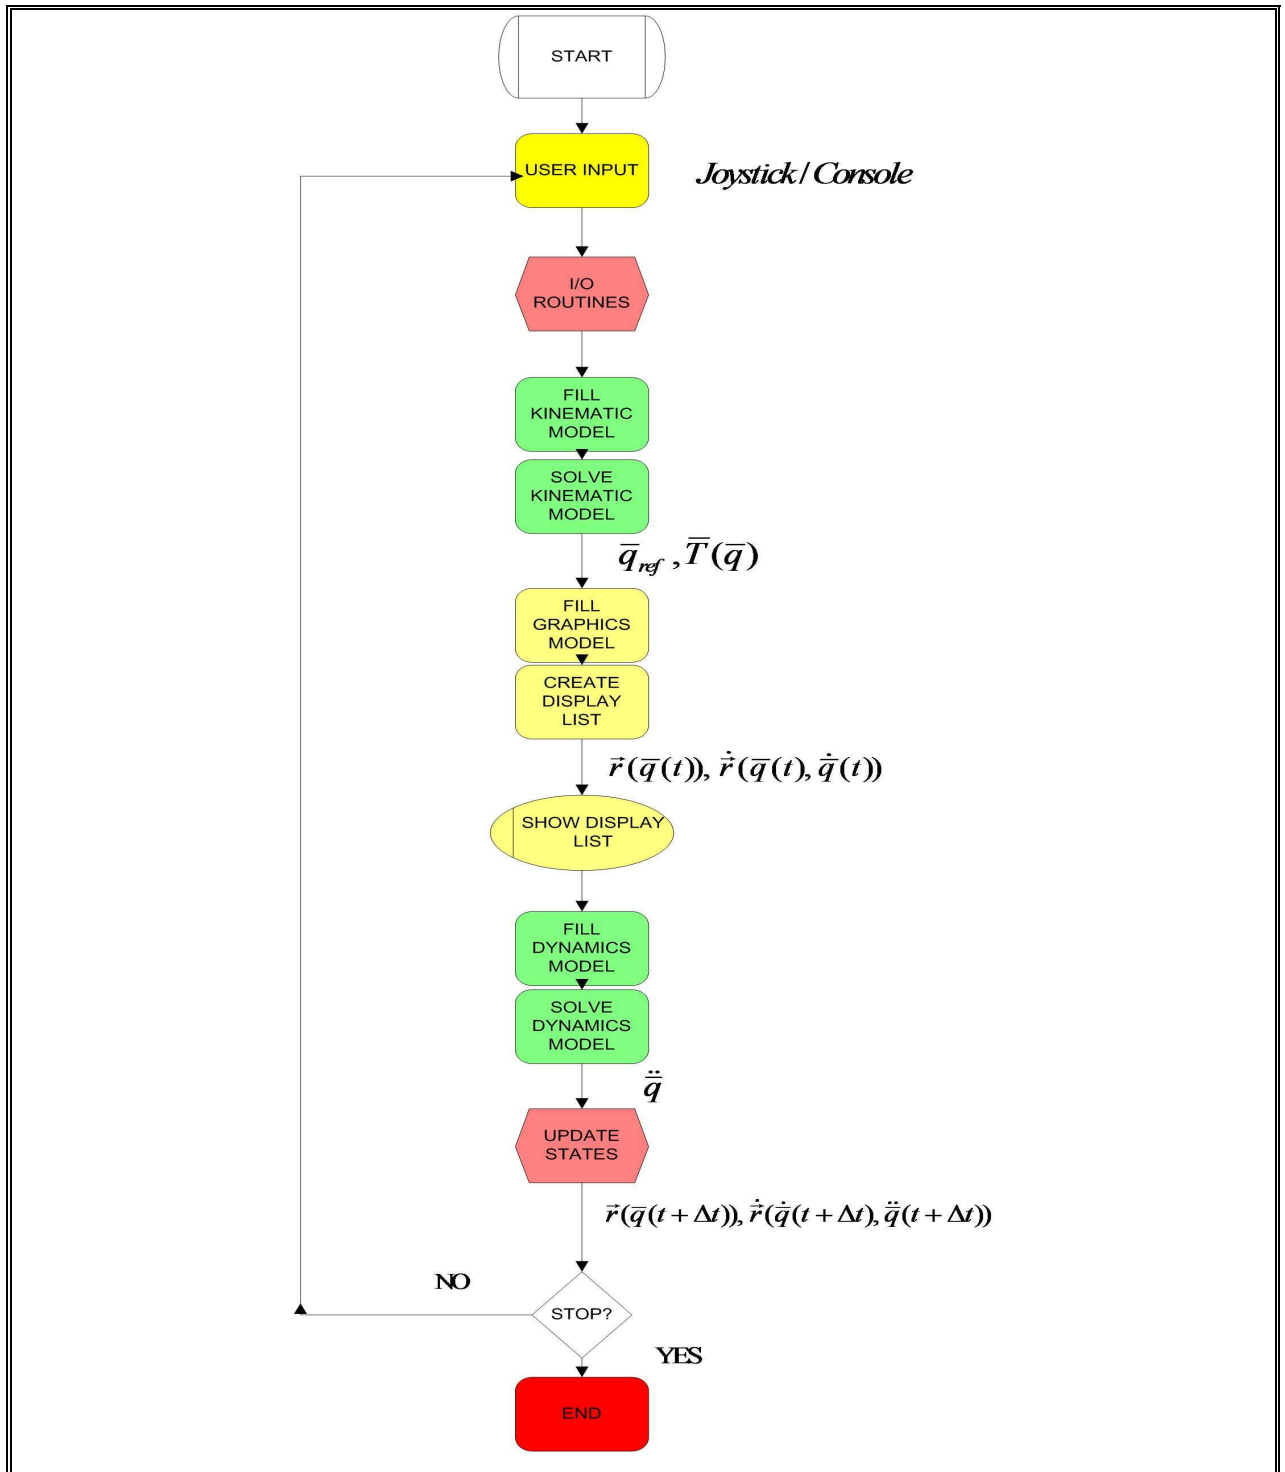 START
USER INPUT
Joystick / Console
I/O
ROUTINES
FILL
KINEMATIC
MODEL
SOLVE
KINEMATIC
MODEL
q̅_ref , T̅(q̅)
FILL
GRAPHICS
MODEL
CREATE
DISPLAY
LIST
r⃗(q̅(t)), ṙ⃗(q̅(t), q̅̇(t))
SHOW DISPLAY
LIST
FILL
DYNAMICS
MODEL
SOLVE
DYNAMICS
MODEL
q̅̈
UPDATE
STATES
r⃗(q̅(t + Δt)), ṙ⃗(q̅̇(t + Δt), q̅̈(t + Δt))
NO
STOP?
YES
END